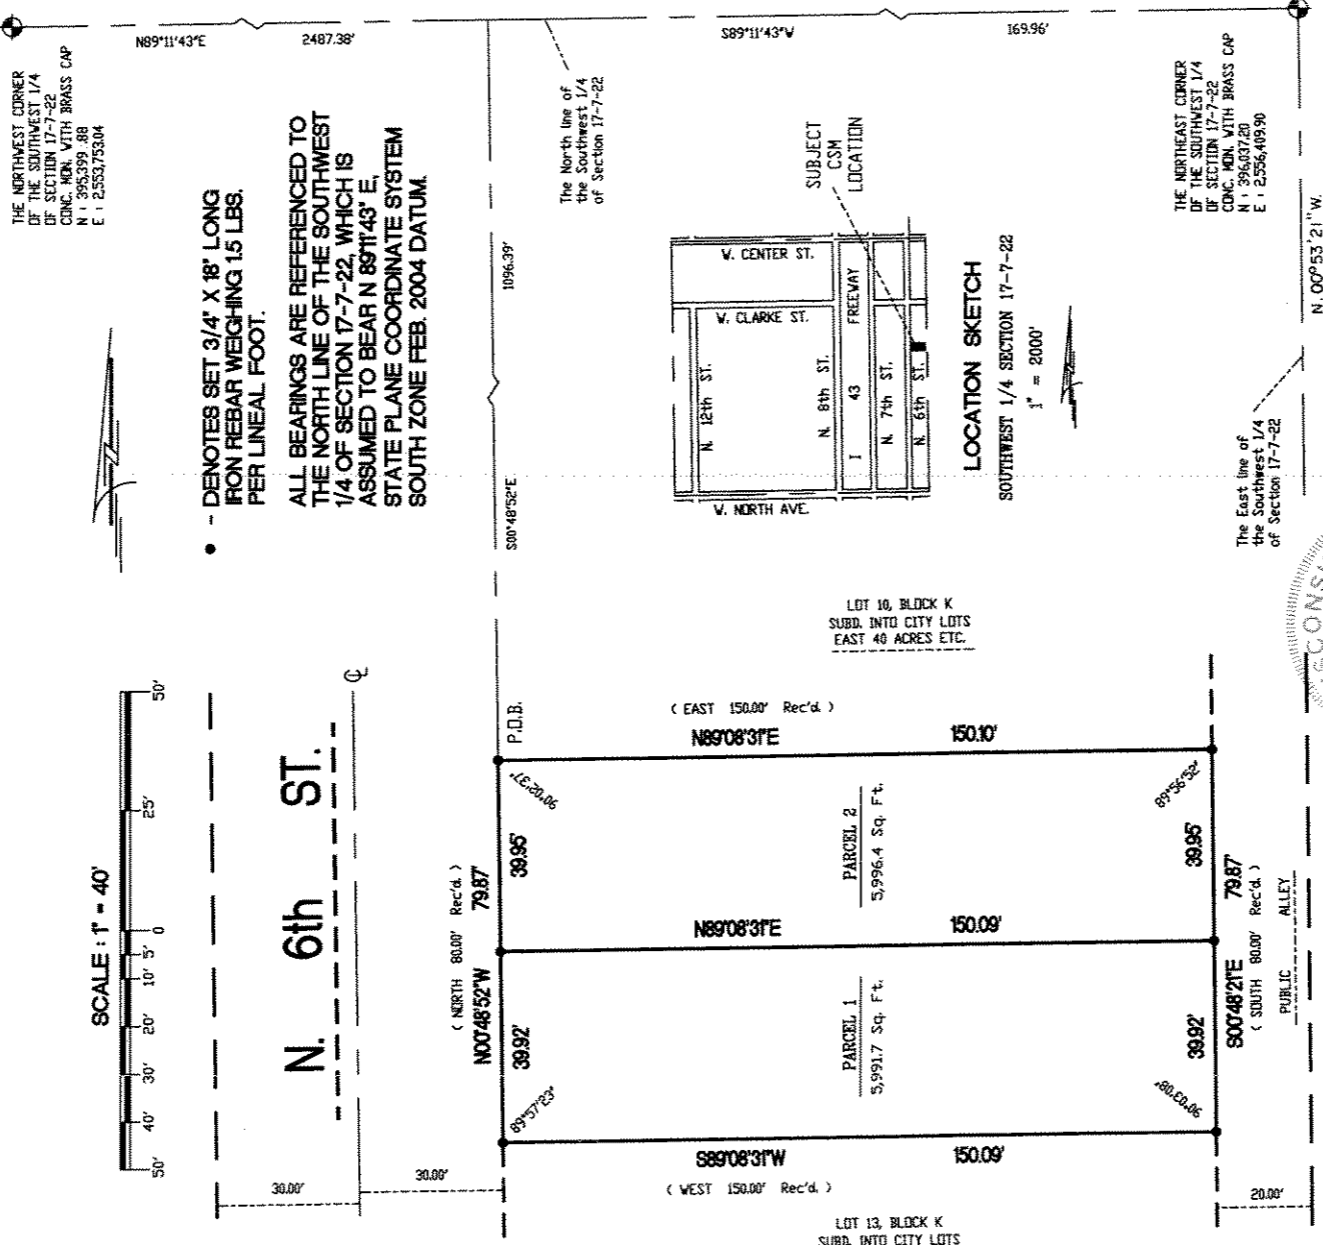 N89°11'43"E
2487.38'
S89°11'43"W
169.96'
THE NORTHWEST CORNER
OF THE SOUTHWEST 1/4
OF SECTION 17-7-22
CONC. MON. WITH BRASS CAP
N : 395,399 .88
E : 2,553,753.04
- DENOTES SET 3/4" X 18" LONG
IRON REBAR WEIGHING 1.5 LBS.
PER LINEAL FOOT.
ALL BEARINGS ARE REFERENCED TO
THE NORTH LINE OF THE SOUTHWEST
1/4 OF SECTION 17-7-22, WHICH IS
ASSUMED TO BEAR N 89°11'43" E,
STATE PLANE COORDINATE SYSTEM
SOUTH ZONE FEB. 2004 DATUM.
The North line of
the Southwest 1/4
of Section 17-7-22
1096.39'
S00°48'52"E
SUBJECT
CSM
LOCATION
W. CENTER ST.
W. CLARKE ST.
N. 12th ST.
N. 8th ST.
I 43 FREEWAY
N. 7th ST.
N. 6th ST.
W. NORTH AVE.
LOCATION SKETCH
SOUTHWEST 1/4 SECTION 17-7-22
1" = 2000'
THE NORTHEAST CORNER
OF THE SOUTHWEST 1/4
OF SECTION 17-7-22
CONC. MON. WITH BRASS CAP
N : 396,037.20
E : 2,556,409.90
N. 00°53'21"W.
The East line of
the Southwest 1/4
of Section 17-7-22
LOT 10, BLOCK K
SUBD. INTO CITY LOTS
EAST 40 ACRES ETC.
SCALE : 1" = 40'
50' 40' 30' 20' 10' 5' 0 25' 50'
N. 6th ST.
30.00'
30.00'
P.O.B.
( EAST 150.00' Rec'd. )
N89°08'31"E 150.10'
90°02'37"
89°56'52"
( NORTH 80.00' Rec'd. )
N00°48'52"W 79.87'
39.95'
39.92'
PARCEL 2
5,996.4 Sq. Ft.
N89°08'31"E 150.09'
PARCEL 1
5,991.7 Sq. Ft.
39.95'
39.92'
S00°48'21"E 79.87'
( SOUTH 80.00' Rec'd. )
PUBLIC ALLEY
89°57'23"
90°03'08"
S89°08'31"W 150.09'
( WEST 150.00' Rec'd. )
20.00'
LOT 13, BLOCK K
SUBD. INTO CITY LOTS